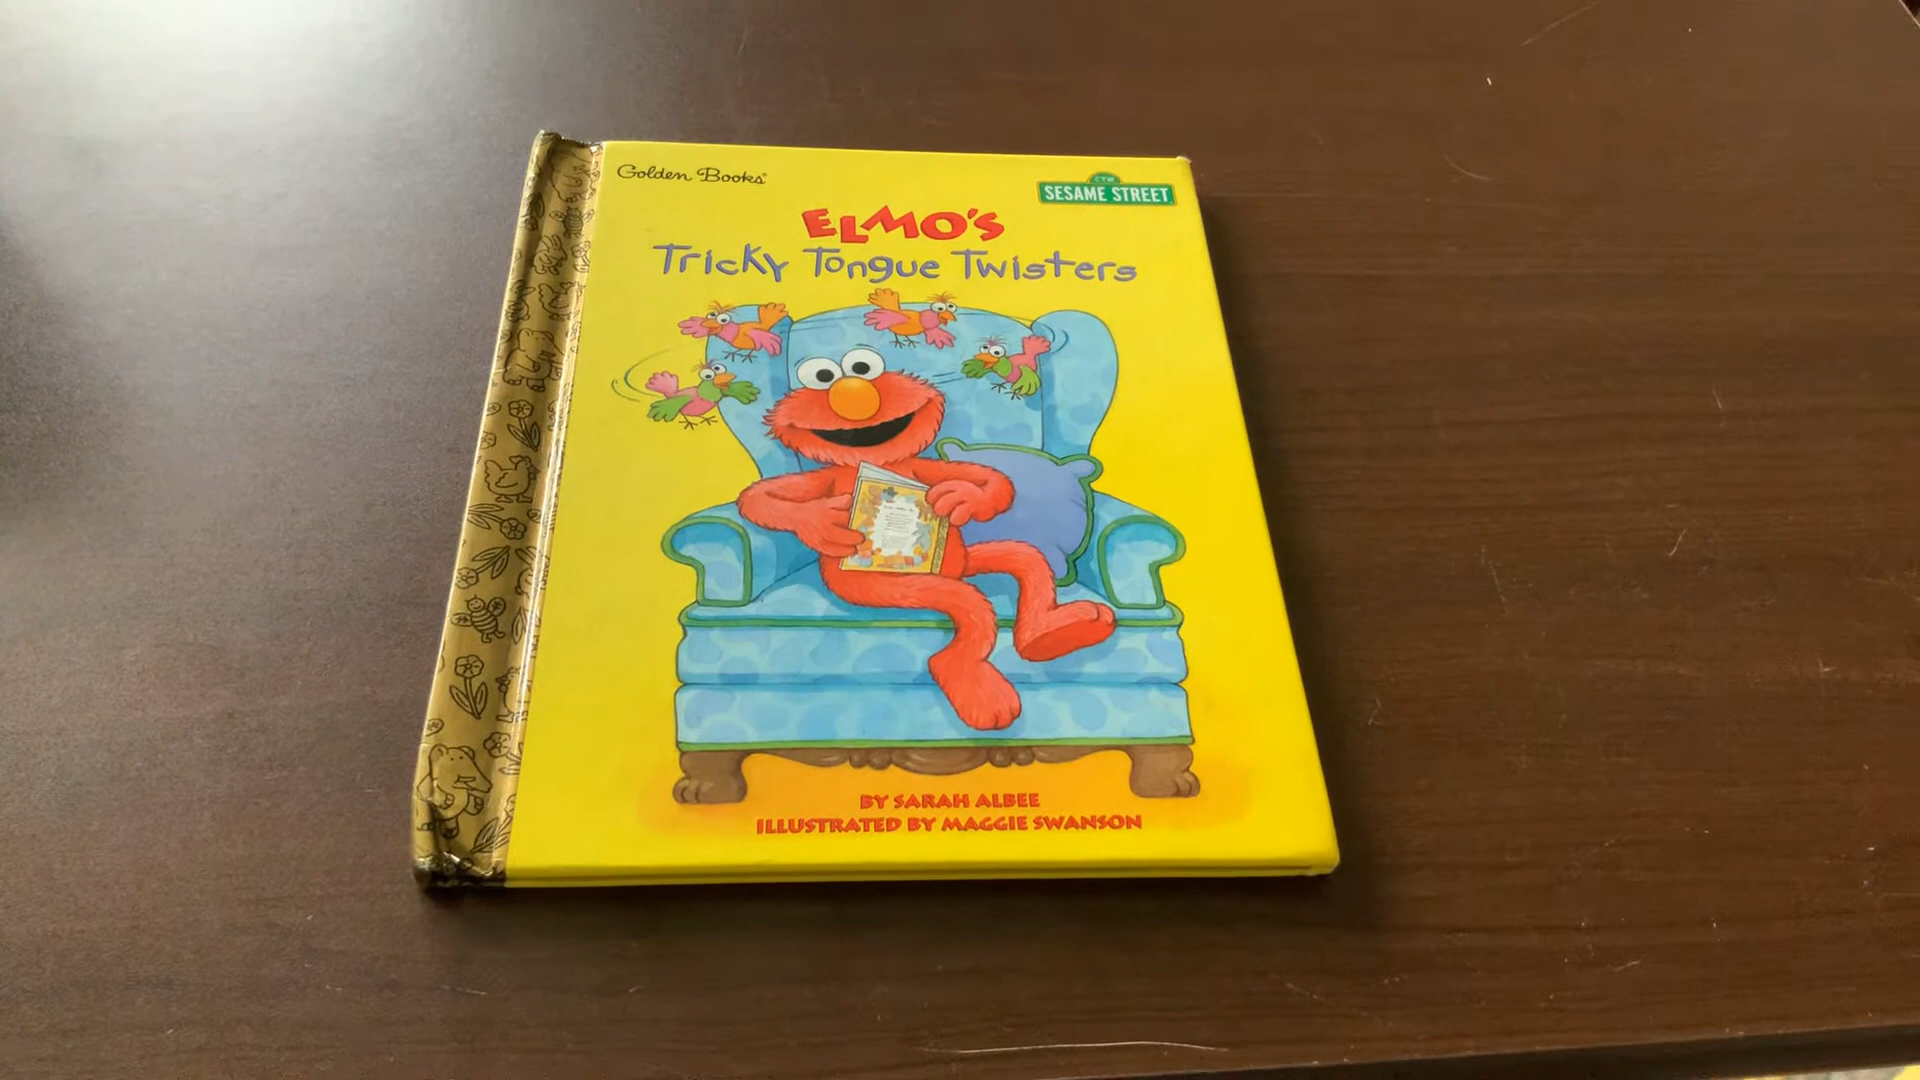 Golden Books®
CTW
SESAME STREET
ELMO'S
Tricky Tongue Twisters
BY SARAH ALBEE
ILLUSTRATED BY MAGGIE SWANSON